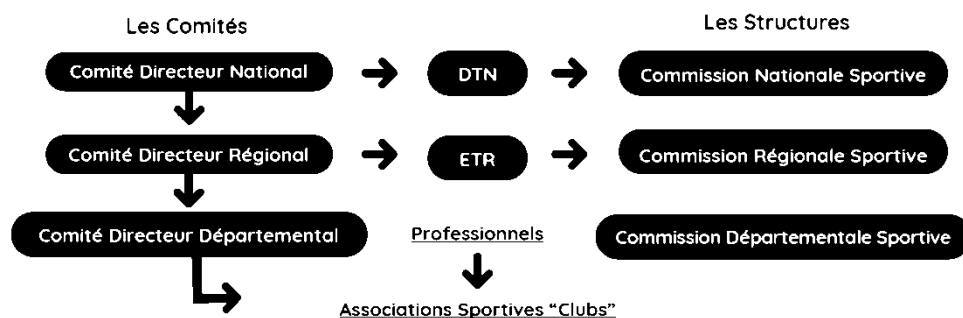 Les Comités
Les Structures
Comité Directeur National
DTN
Commission Nationale Sportive
Comité Directeur Régional
ETR
Commission Régionale Sportive
Comité Directeur Départemental
Professionnels
Commission Départementale Sportive
Associations Sportives “Clubs”